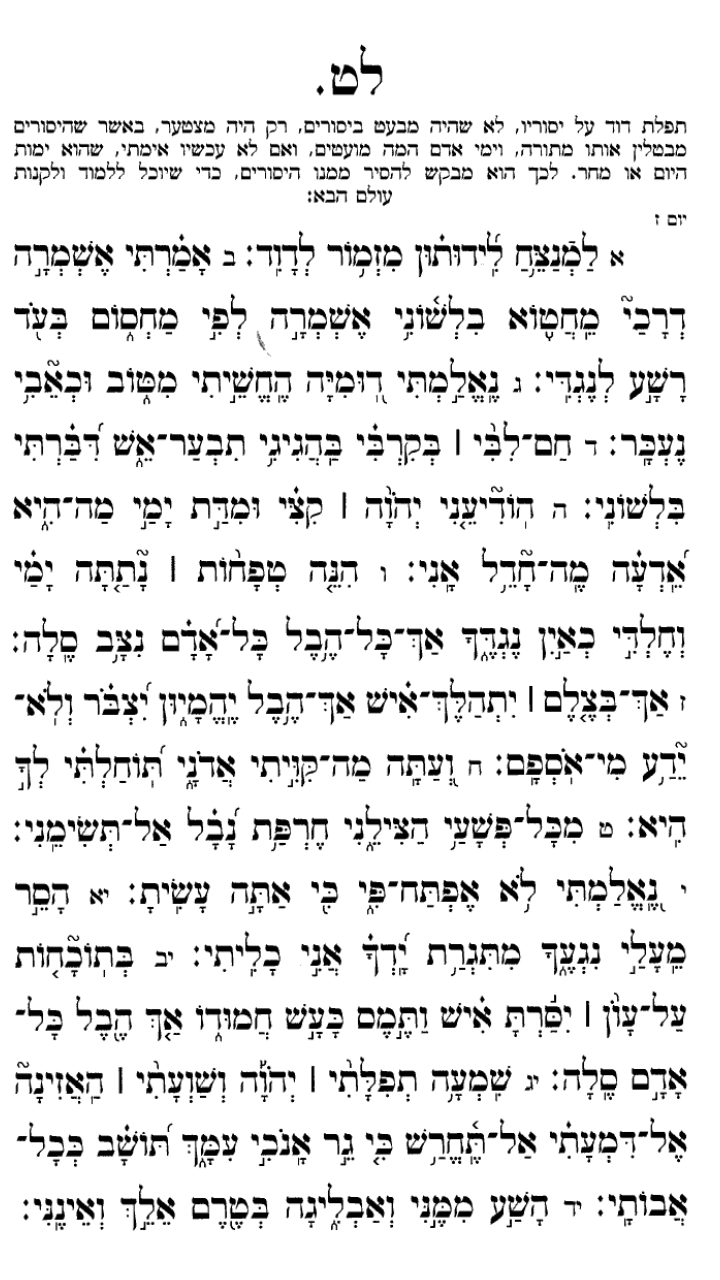 לט.
תפלת דוד על יסוריו, לא שהיה מבעט ביסורים, רק היה מצטער, באשר שהיסורים
מבטלין אותו מתורה, וימי אדם המה מועטים, ואם לא עכשיו אימתי, שהוא ימות
היום או מחר. לכך הוא מבקש להסיר ממנו היסורים, כדי שיוכל ללמוד ולקנות
עולם הבא:
יום ז
א לַמְנַצֵּחַ לִידוּתוּן מִזְמוֹר לְדָוִד: ב אָמַרְתִּי אֶשְׁמְרָה
דְרָכַי מֵחֲטוֹא בִלְשׁוֹנִי אֶשְׁמְרָה לְפִי מַחְסוֹם בְּעֹד
רָשָׁע לְנֶגְדִּי: ג נֶאֱלַמְתִּי דוּמִיָּה הֶחֱשֵׁיתִי מִטּוֹב וּכְאֵבִי
נֶעְכָּר: ד חַם־לִבִּי | בְּקִרְבִּי בַּהֲגִיגִי תִבְעַר־אֵשׁ דִּבַּרְתִּי
בִּלְשׁוֹנִי: ה הוֹדִיעֵנִי יְהוָה | קִצִּי וּמִדַּת יָמַי מַה־הִיא
אֵדְעָה מֶה־חָדֵל אָנִי: ו הִנֵּה טְפָחוֹת | נָתַתָּה יָמַי
וְחֶלְדִּי כְאַיִן נֶגְדֶּךָ אַךְ־כָּל־הֶבֶל כָּל־אָדָם נִצָּב סֶלָה:
ז אַךְ־בְּצֶלֶם | יִתְהַלֶּךְ־אִישׁ אַךְ־הֶבֶל יֶהֱמָיוּן יִצְבֹּר וְלֹא־
יֵדַע מִי־אֹסְפָם: ח וְעַתָּה מַה־קִּוִּיתִי אֲדֹנָי תּוֹחַלְתִּי לְךָ
הִיא: ט מִכָּל־פְּשָׁעַי הַצִּילֵנִי חֶרְפַּת נָבָל אַל־תְּשִׂימֵנִי:
י נֶאֱלַמְתִּי לֹא אֶפְתַּח־פִּי כִּי אַתָּה עָשִׂיתָ: יא הָסֵר
מֵעָלַי נִגְעֶךָ מִתִּגְרַת יָדְךָ אֲנִי כָלִיתִי: יב בְּתוֹכָחוֹת
עַל־עָוֺן | יִסַּרְתָּ אִישׁ וַתֶּמֶס כָּעָשׁ חֲמוּדוֹ אַךְ הֶבֶל כָּל־
אָדָם סֶלָה: יג שִׁמְעָה תְפִלָּתִי | יְהוָה וְשַׁוְעָתִי | הַאֲזִינָה
אֶל־דִּמְעָתִי אַל־תֶּחֱרַשׁ כִּי גֵר אָנֹכִי עִמָּךְ תּוֹשָׁב כְּכָל־
אֲבוֹתָי: יד הָשַׁע מִמֶּנִּי וְאַבְלִיגָה בְּטֶרֶם אֵלֵךְ וְאֵינֶנִּי: